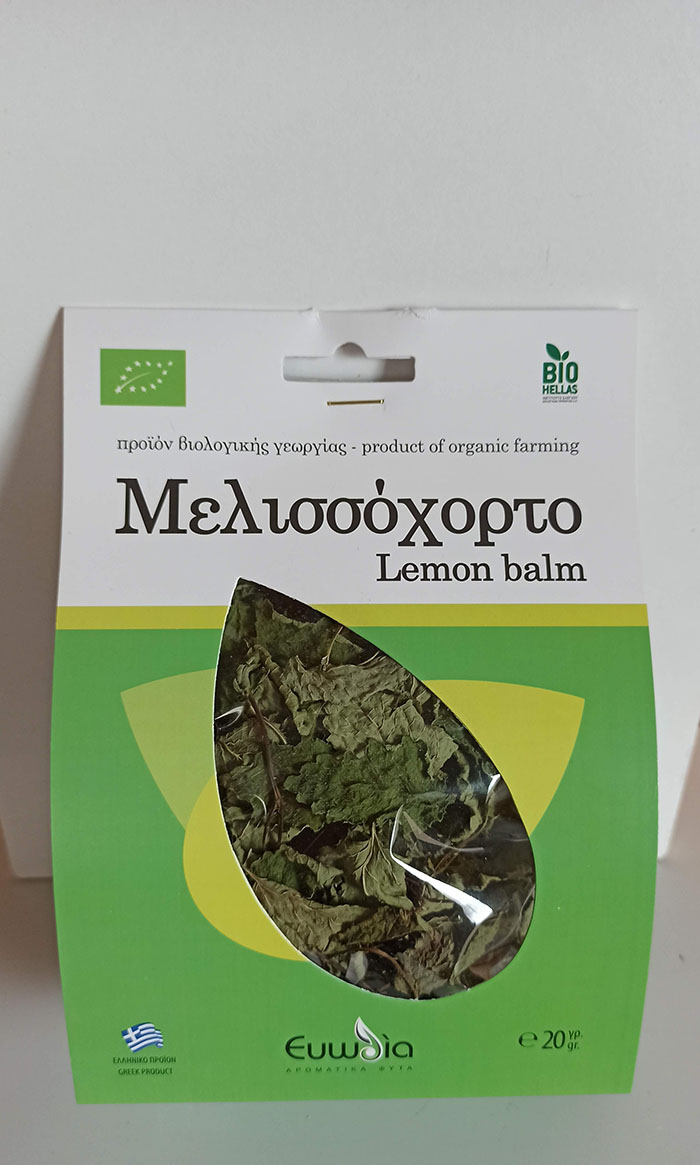 BIO
HELLAS
προϊόν βιολογικής γεωργίας - product of organic farming
Μελισσόχορτο
Lemon balm
ΕΛΛΗΝΙΚΟ ΠΡΟΪΟΝ
GREEK PRODUCT
Ευωδία
ΑΡΩΜΑΤΙΚΑ ΦΥΤΑ
℮ 20 γρ.
gr.